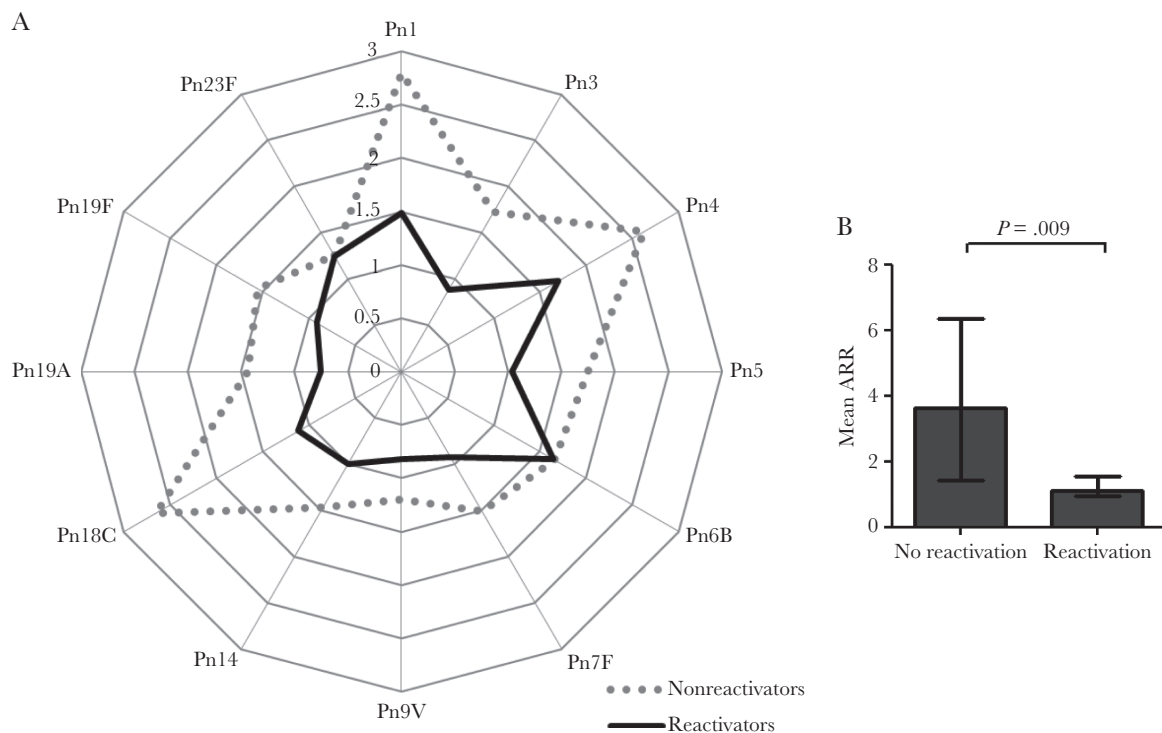 A
Pn1
3
Pn3
Pn23F
2.5
2
Pn19F
1.5
Pn4
1
0.5
Pn19A
0
Pn5
Pn18C
Pn6B
Pn14
Pn7F
Pn9V
Nonreactivators
Reactivators
B
P = .009
8
6
4
2
0
Mean ARR
No reactivation
Reactivation